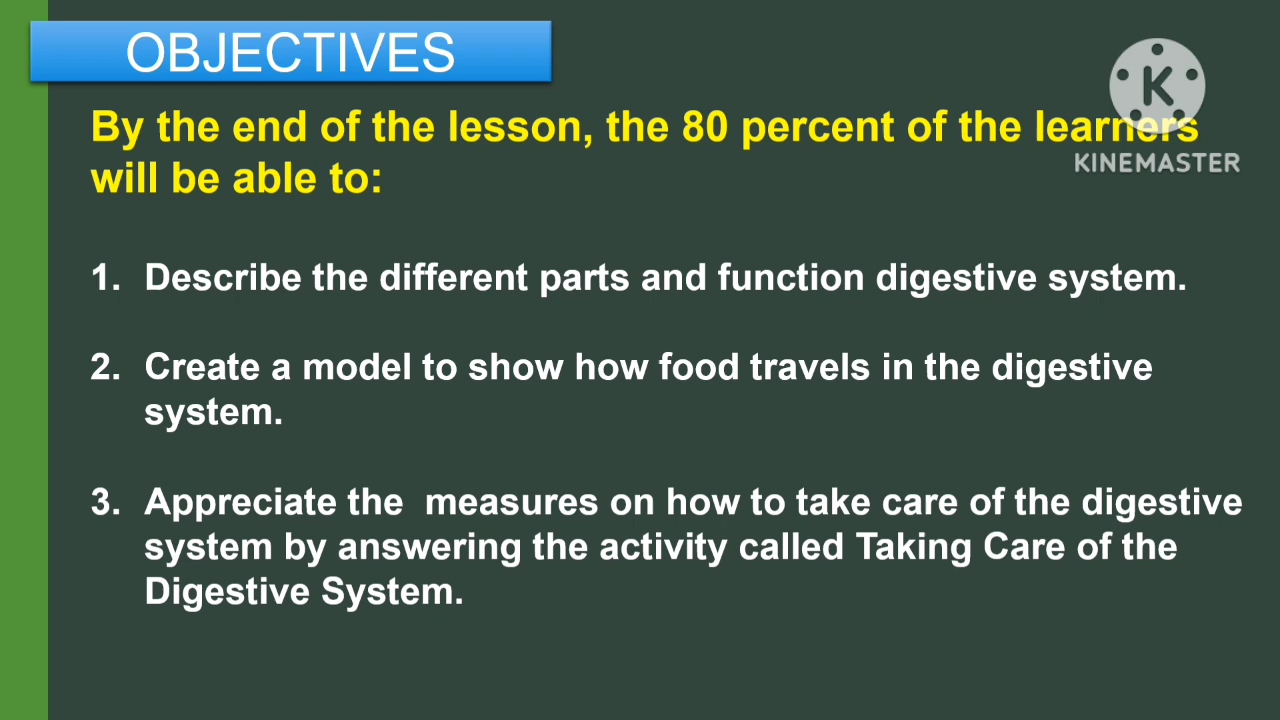 OBJECTIVES
By the end of the lesson, the 80 percent of the learners
will be able to:
1. Describe the different parts and function digestive system.
2. Create a model to show how food travels in the digestive
system.
3. Appreciate the  measures on how to take care of the digestive
system by answering the activity called Taking Care of the
Digestive System.
K
KINEMASTER